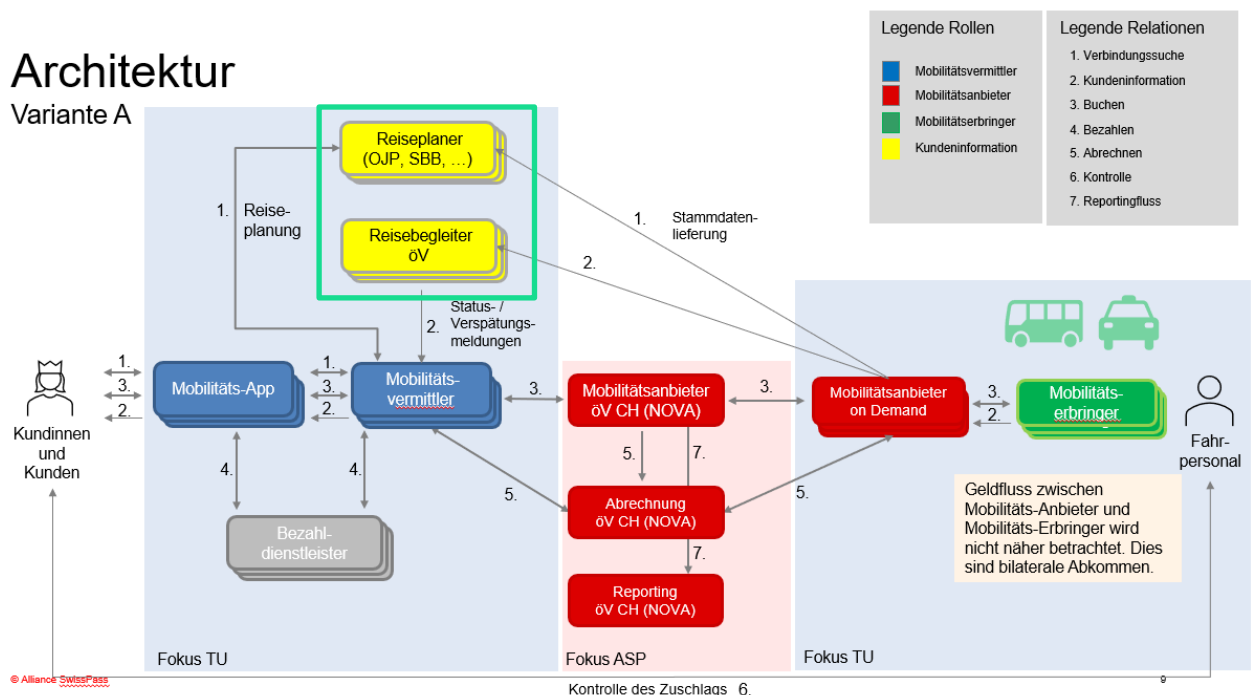 Architektur
Variante A
Legende Rollen
Mobilitätsvermittler
Mobilitätsanbieter
Mobilitätserbringer
Kundeninformation
Legende Relationen
1. Verbindungssuche
2. Kundeninformation
3. Buchen
4. Bezahlen
5. Abrechnen
6. Kontrolle
7. Reportingfluss
Reiseplaner
(OJP, SBB, …)
1.
Reise-
planung
Reisebegleiter
öV
1.
Stammdaten-
lieferung
2.
2.
Status- /
Verspätungs-
meldungen
Kundinnen
und
Kunden
1.
3.
2.
Mobilitäts-App
1.
3.
2.
Mobilitäts-
vermittler
3.
Mobilitätsanbieter
öV CH (NOVA)
3.
Mobilitätsanbieter
on Demand
3.
2.
Mobilitäts-
erbringer
Fahr-
personal
4.
4.
5.
5.
7.
5.
Bezahl-
dienstleister
Abrechnung
öV CH (NOVA)
7.
Reporting
öV CH (NOVA)
Geldfluss zwischen
Mobilitäts-Anbieter und
Mobilitäts-Erbringer wird
nicht näher betrachtet. Dies
sind bilaterale Abkommen.
Fokus TU
Fokus ASP
Fokus TU
© Alliance SwissPass
9
Kontrolle des Zuschlags 6.